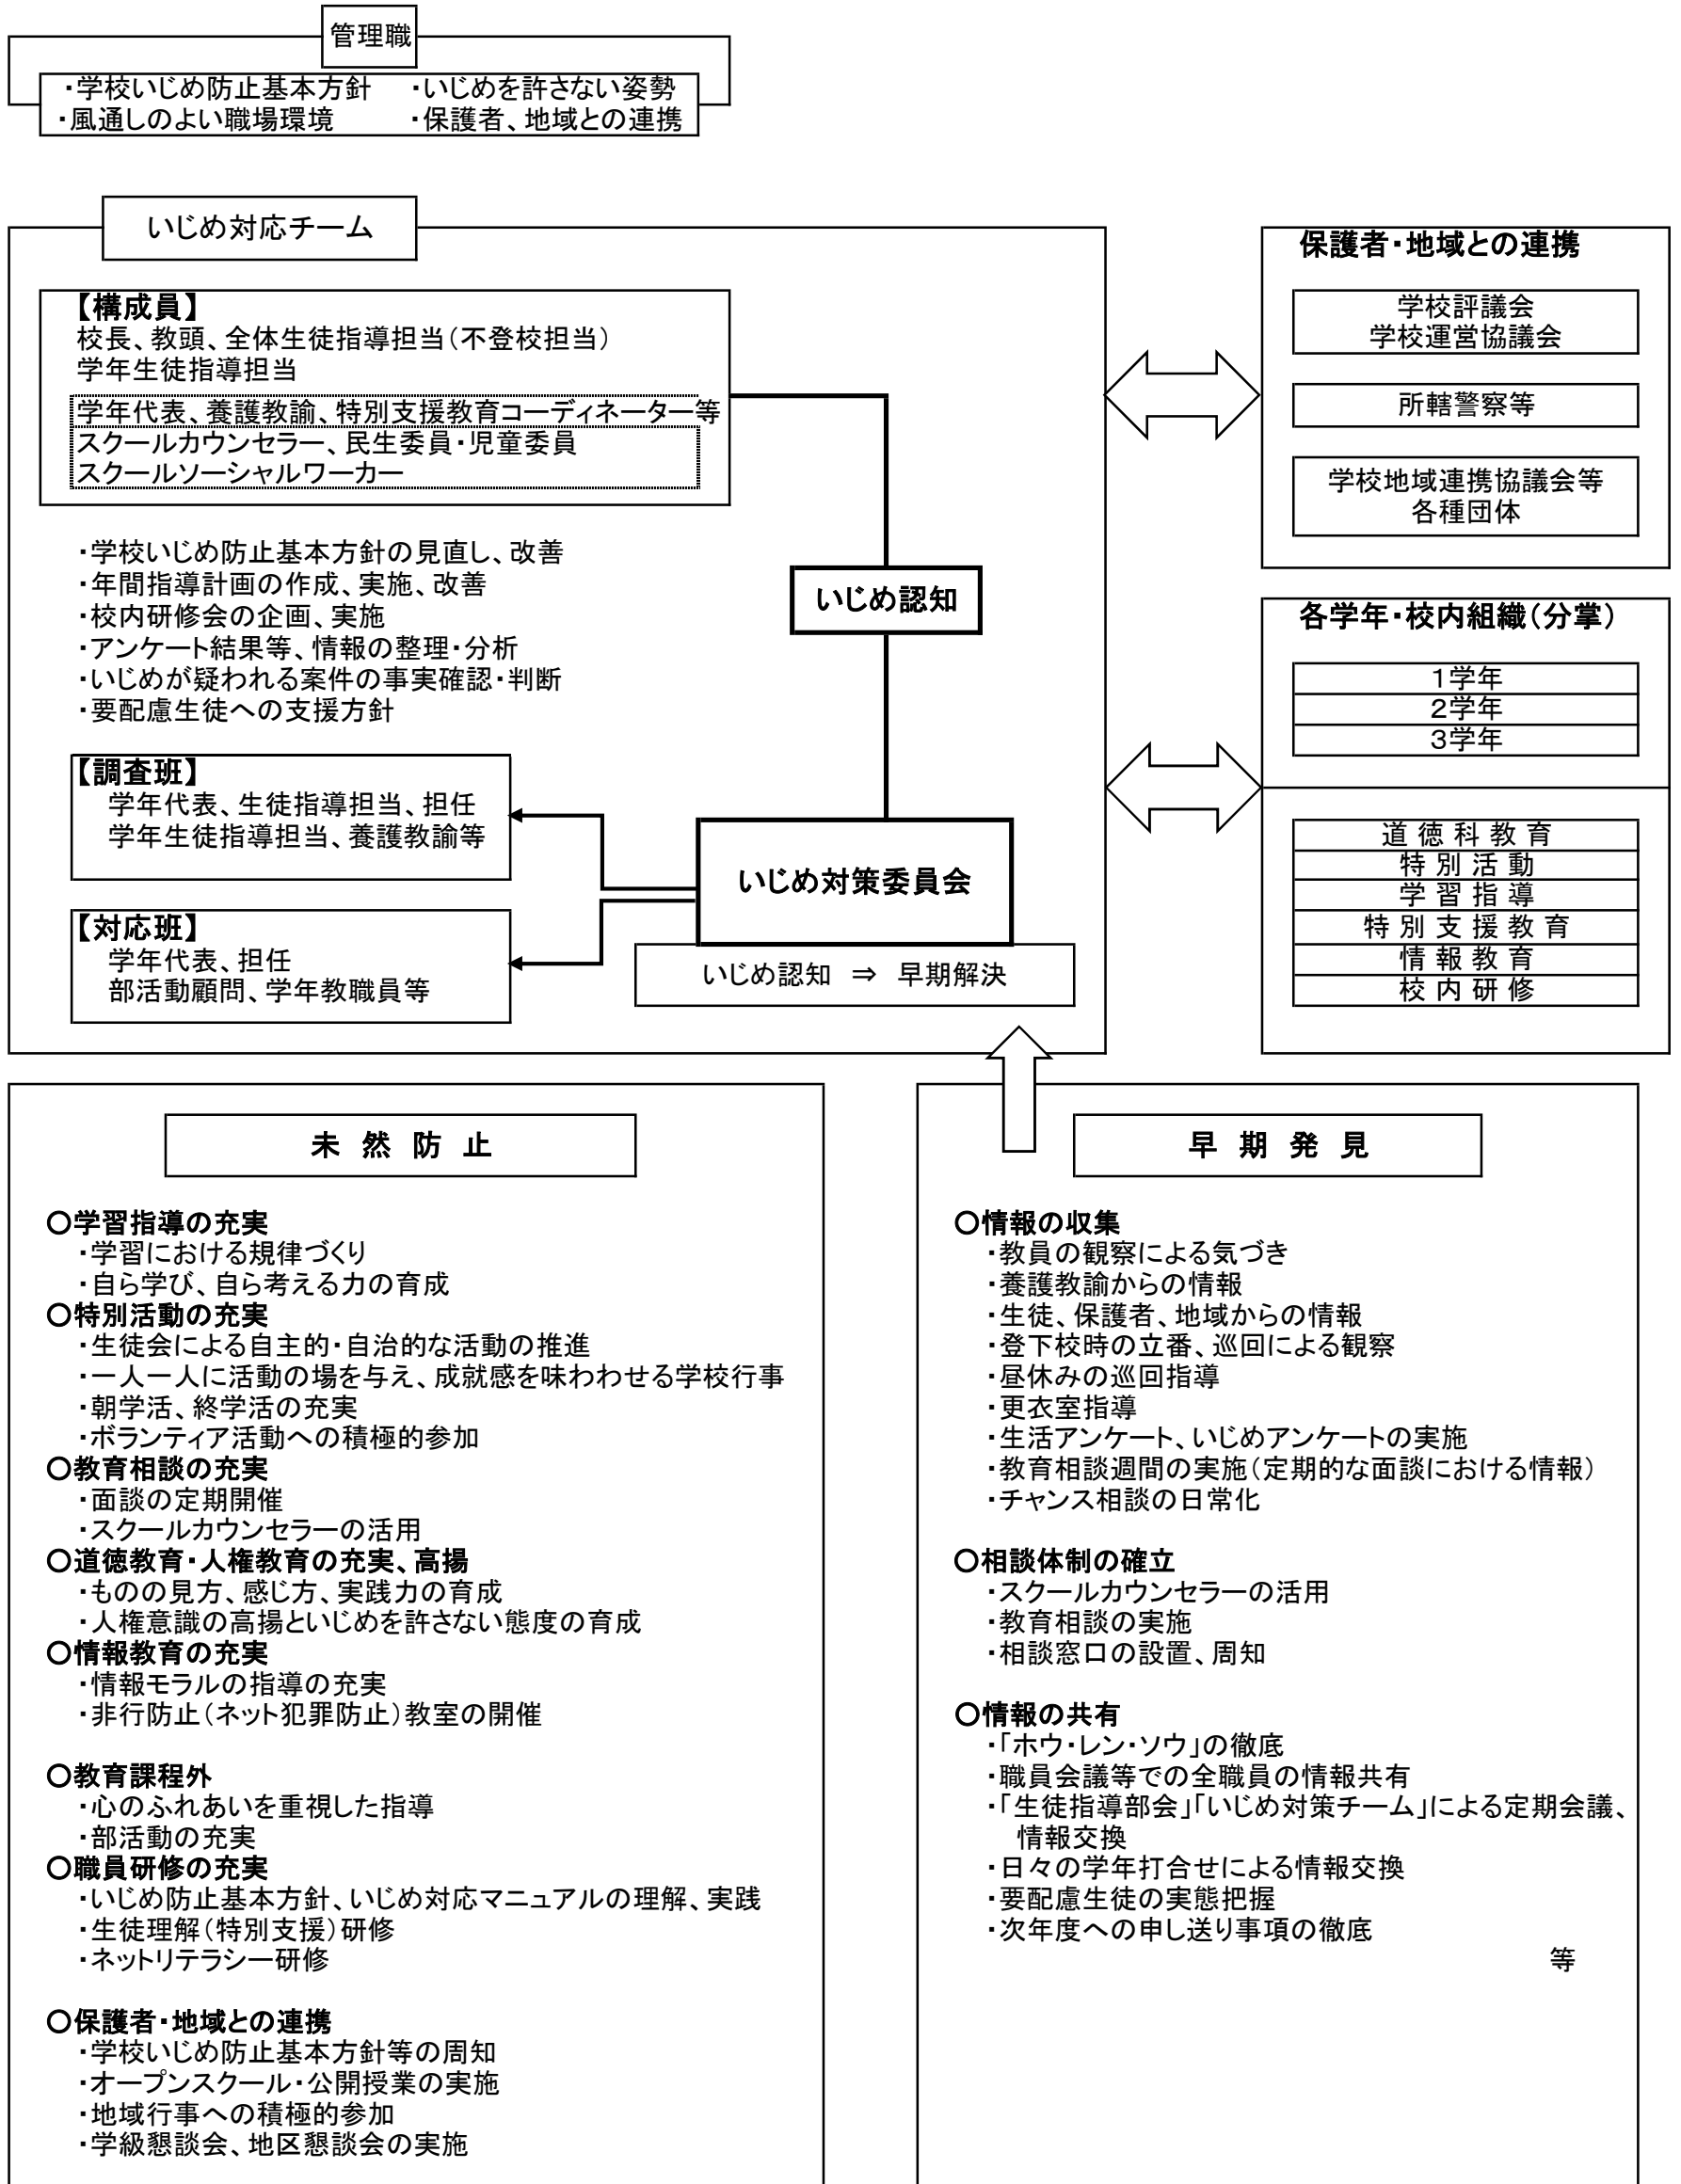 管理職
・学校いじめ防止基本方針　・いじめを許さない姿勢
・風通しのよい職場環境　・保護者、地域との連携
いじめ対応チーム
【構成員】
校長、教頭、全体生徒指導担当（不登校担当）
学年生徒指導担当
学年代表、養護教諭、特別支援教育コーディネーター等
スクールカウンセラー、民生委員・児童委員
スクールソーシャルワーカー
・学校いじめ防止基本方針の見直し、改善
・年間指導計画の作成、実施、改善
・校内研修会の企画、実施
・アンケート結果等、情報の整理・分析
・いじめが疑われる案件の事実確認・判断
・要配慮生徒への支援方針
いじめ認知
【調査班】
学年代表、生徒指導担当、担任
学年生徒指導担当、養護教諭等
いじめ対策委員会
【対応班】
学年代表、担任
部活動顧問、学年教職員等
いじめ認知　⇒　早期解決
保護者・地域との連携
学校評議会
学校運営協議会
所轄警察等
学校地域連携協議会等
各種団体
各学年・校内組織（分掌）
1学年
2学年
3学年
道 徳 科 教 育
特 別 活 動
学 習 指 導
特 別 支 援 教 育
情 報 教 育
校 内 研 修
未 然 防 止
○学習指導の充実
・学習における規律づくり
・自ら学び、自ら考える力の育成
○特別活動の充実
・生徒会による自主的・自治的な活動の推進
・一人一人に活動の場を与え、成就感を味わわせる学校行事
・朝学活、終学活の充実
・ボランティア活動への積極的参加
○教育相談の充実
・面談の定期開催
・スクールカウンセラーの活用
○道徳教育・人権教育の充実、高揚
・ものの見方、感じ方、実践力の育成
・人権意識の高揚といじめを許さない態度の育成
○情報教育の充実
・情報モラルの指導の充実
・非行防止（ネット犯罪防止）教室の開催
○教育課程外
・心のふれあいを重視した指導
・部活動の充実
○職員研修の充実
・いじめ防止基本方針、いじめ対応マニュアルの理解、実践
・生徒理解（特別支援）研修
・ネットリテラシー研修
○保護者・地域との連携
・学校いじめ防止基本方針等の周知
・オープンスクール・公開授業の実施
・地域行事への積極的参加
・学級懇談会、地区懇談会の実施
早 期 発 見
○情報の収集
・教員の観察による気づき
・養護教諭からの情報
・生徒、保護者、地域からの情報
・登下校時の立番、巡回による観察
・昼休みの巡回指導
・更衣室指導
・生活アンケート、いじめアンケートの実施
・教育相談週間の実施（定期的な面談における情報）
・チャンス相談の日常化
○相談体制の確立
・スクールカウンセラーの活用
・教育相談の実施
・相談窓口の設置、周知
○情報の共有
・「ホウ・レン・ソウ」の徹底
・職員会議等での全職員の情報共有
・「生徒指導部会」「いじめ対策チーム」による定期会議、
情報交換
・日々の学年打合せによる情報交換
・要配慮生徒の実態把握
・次年度への申し送り事項の徹底
等